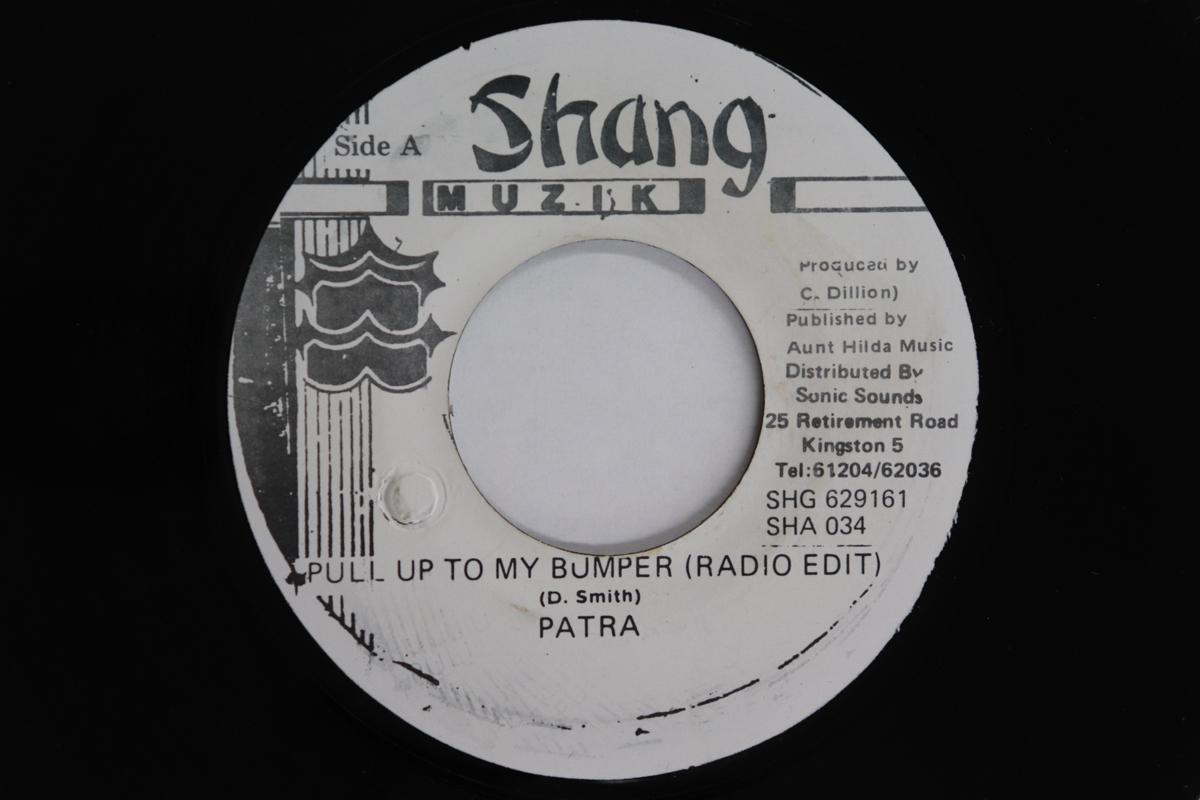 Side A
Shang
MUZIK
Produced by
C. Dillion)
Published by
Aunt Hilda Music
Distributed By
Sonic Sounds
25 Retirement Road
Kingston 5
Tel:61204/62036
SHG 629161
SHA 034
PULL UP TO MY BUMPER (RADIO EDIT)
(D. Smith)
PATRA